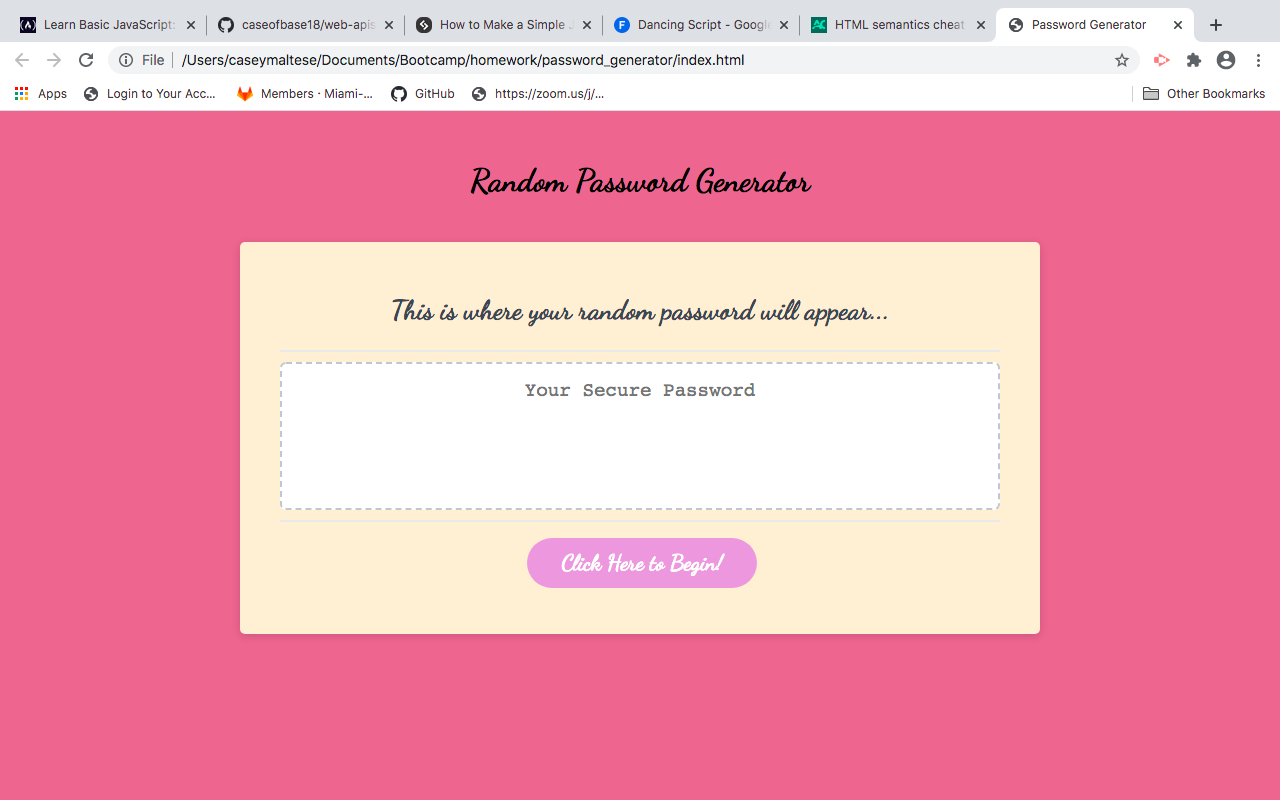 Learn Basic JavaScript:
caseofbase18/web-apis
How to Make a Simple J
Dancing Script - Google
HTML semantics cheat
Password Generator
File
/Users/caseymaltese/Documents/Bootcamp/homework/password_generator/index.html
Apps
Login to Your Acc...
Members · Miami-...
GitHub
https://zoom.us/j/...
Other Bookmarks
Random Password Generator
This is where your random password will appear...
Your Secure Password
Click Here to Begin!